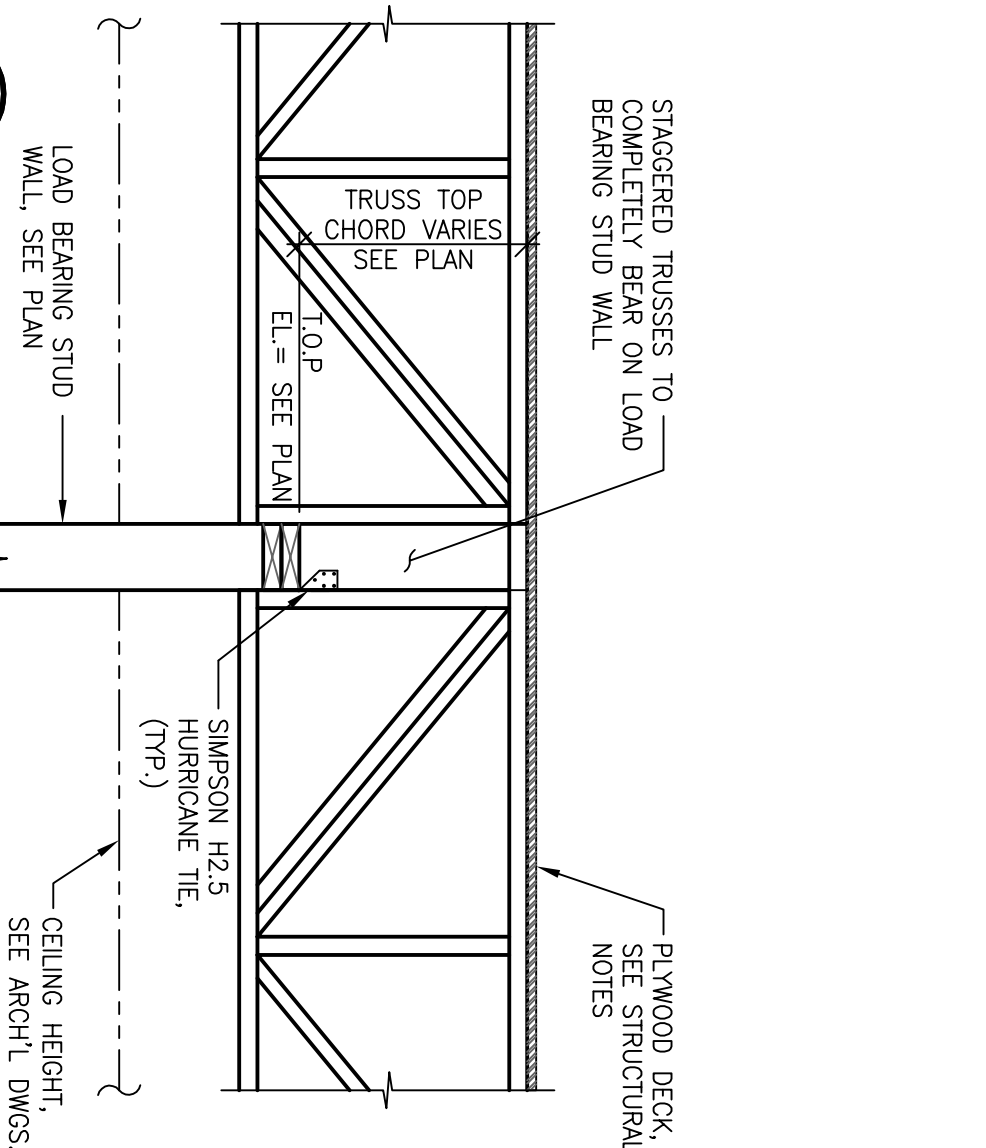 STAGGERED TRUSSES TO
COMPLETELY BEAR ON LOAD
BEARING STUD WALL
PLYWOOD DECK,
SEE STRUCTURAL
NOTES
TRUSS TOP
CHORD VARIES
SEE PLAN
T.O.P
EL.= SEE PLAN
SIMPSON H2.5
HURRICANE TIE,
(TYP.)
LOAD BEARING STUD
WALL, SEE PLAN
CEILING HEIGHT,
SEE ARCH'L DWGS.